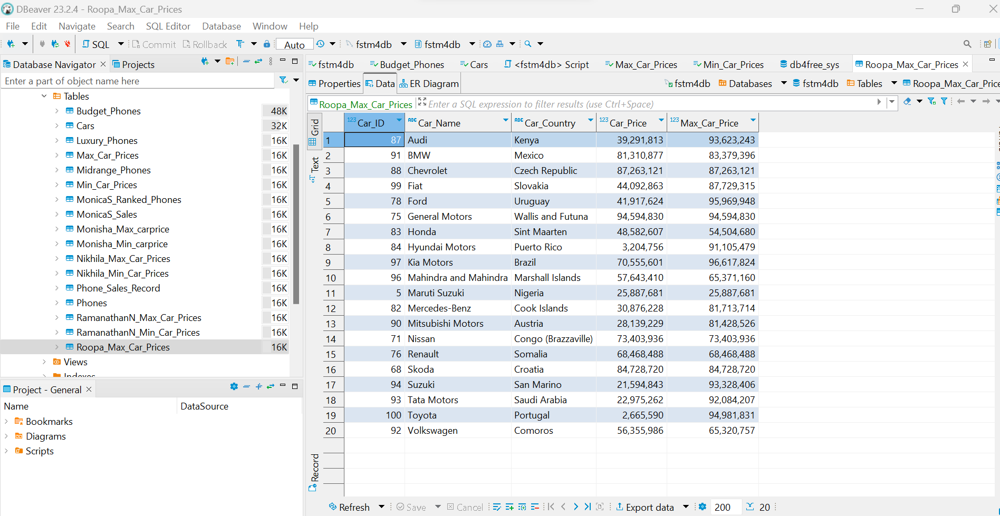 DBeaver 23.2.4 - Roopa_Max_Car_Prices
File Edit Navigate Search SQL Editor Database Window Help
SQL Commit Rollback Auto fstm4db fstm4db
Database Navigator Projects
Enter a part of object name here
Tables
Budget_Phones 48K
Cars 32K
Luxury_Phones 16K
Max_Car_Prices 16K
Midrange_Phones 16K
Min_Car_Prices 16K
MonicaS_Ranked_Phones 16K
MonicaS_Sales 16K
Monisha_Max_carprice 16K
Monisha_Min_carprice 16K
Nikhila_Max_Car_Prices 16K
Nikhila_Min_Car_Prices 16K
Phone_Sales_Record 16K
Phones 16K
RamanathanN_Max_Car_Prices 16K
RamanathanN_Min_Car_Prices 16K
Roopa_Max_Car_Prices 16K
Views
Indexes
Project - General
Name DataSource
Bookmarks
Diagrams
Scripts
fstm4db Budget_Phones Cars <fstm4db> Script Max_Car_Prices Min_Car_Prices db4free_sys Roopa_Max_Car_Prices
Properties Data ER Diagram fstm4db Databases fstm4db Tables Roopa_Max_Car_Price
Roopa_Max_Car_Prices Enter a SQL expression to filter results (use Ctrl+Space)
Grid
Text
Record
123 Car_ID ABC Car_Name ABC Car_Country 123 Car_Price 123 Max_Car_Price
1 87 Audi Kenya 39,291,813 93,623,243
2 91 BMW Mexico 81,310,877 83,379,396
3 88 Chevrolet Czech Republic 87,263,121 87,263,121
4 99 Fiat Slovakia 44,092,863 87,729,315
5 78 Ford Uruguay 41,917,624 95,969,948
6 75 General Motors Wallis and Futuna 94,594,830 94,594,830
7 83 Honda Sint Maarten 48,582,607 54,504,680
8 84 Hyundai Motors Puerto Rico 3,204,756 91,105,479
9 97 Kia Motors Brazil 70,555,601 96,617,824
10 96 Mahindra and Mahindra Marshall Islands 57,643,410 65,371,160
11 5 Maruti Suzuki Nigeria 25,887,681 25,887,681
12 82 Mercedes-Benz Cook Islands 30,876,228 81,713,714
13 90 Mitsubishi Motors Austria 28,139,229 81,428,526
14 71 Nissan Congo (Brazzaville) 73,403,936 73,403,936
15 76 Renault Somalia 68,468,488 68,468,488
16 68 Skoda Croatia 84,728,720 84,728,720
17 94 Suzuki San Marino 21,594,843 93,328,406
18 93 Tata Motors Saudi Arabia 22,975,262 92,084,207
19 100 Toyota Portugal 2,665,590 94,981,831
20 92 Volkswagen Comoros 56,355,986 65,320,757
Refresh Save Cancel Export data 200 20